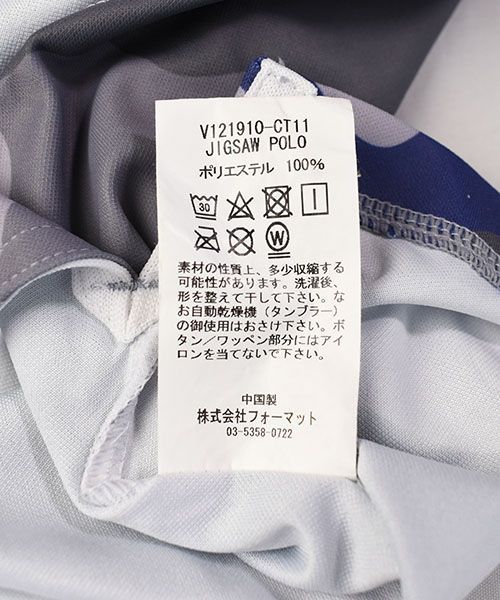 V121910-CT11
JIGSAW POLO
ポリエステル 100%
30
W
素材の性質上、多少収縮する
可能性があります。洗濯後、
形を整えて干して下さい。な
お自動乾燥機（タンブラー）
の御使用はおさけ下さい。ボ
タン／ワッペン部分にはアイ
ロンを当てないで下さい。
中国製
株式会社フォーマット
03-5358-0722